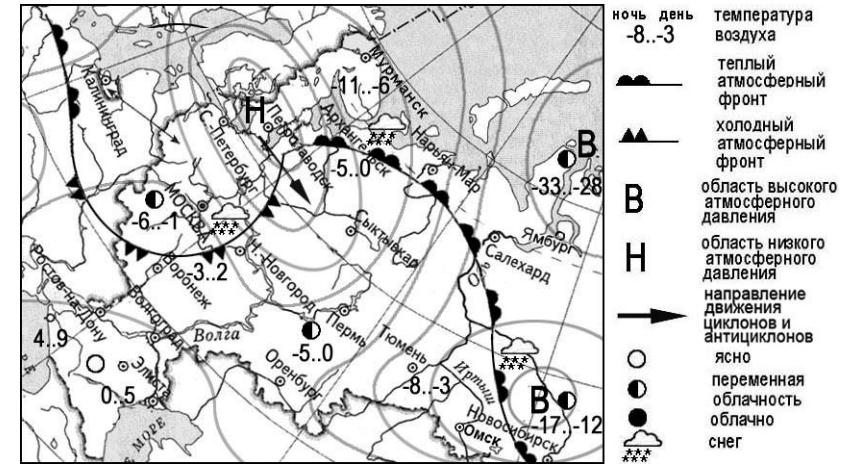 Мурманск
-11..-6
Калининград
Н
С. Петербург
Петрозаводск
Архангельск
Нарьян-Мар
В
-33..-28
-5..0
МОСКВА
-6..-1
Сыктывкар
Ямбург
Салехард
Обь
-3..2
Н.-Новгород
Воронеж
Ростов-на-Дону
Волгоград
Волга
Пермь
4..9
Элиста
-5..0
Тюмень
Иртыш
Оренбург
0..5
-8..-3
В
-17..-12
Новосибирск
Омск
МОРЕ
ночь день температура
-8..-3 воздуха
теплый
атмосферный
фронт
холодный
атмосферный
фронт
В
область высокого
атмосферного
давления
Н
область низкого
атмосферного
давления
направление
движения
циклонов и
антициклонов
ясно
переменная
облачность
облачно
снег